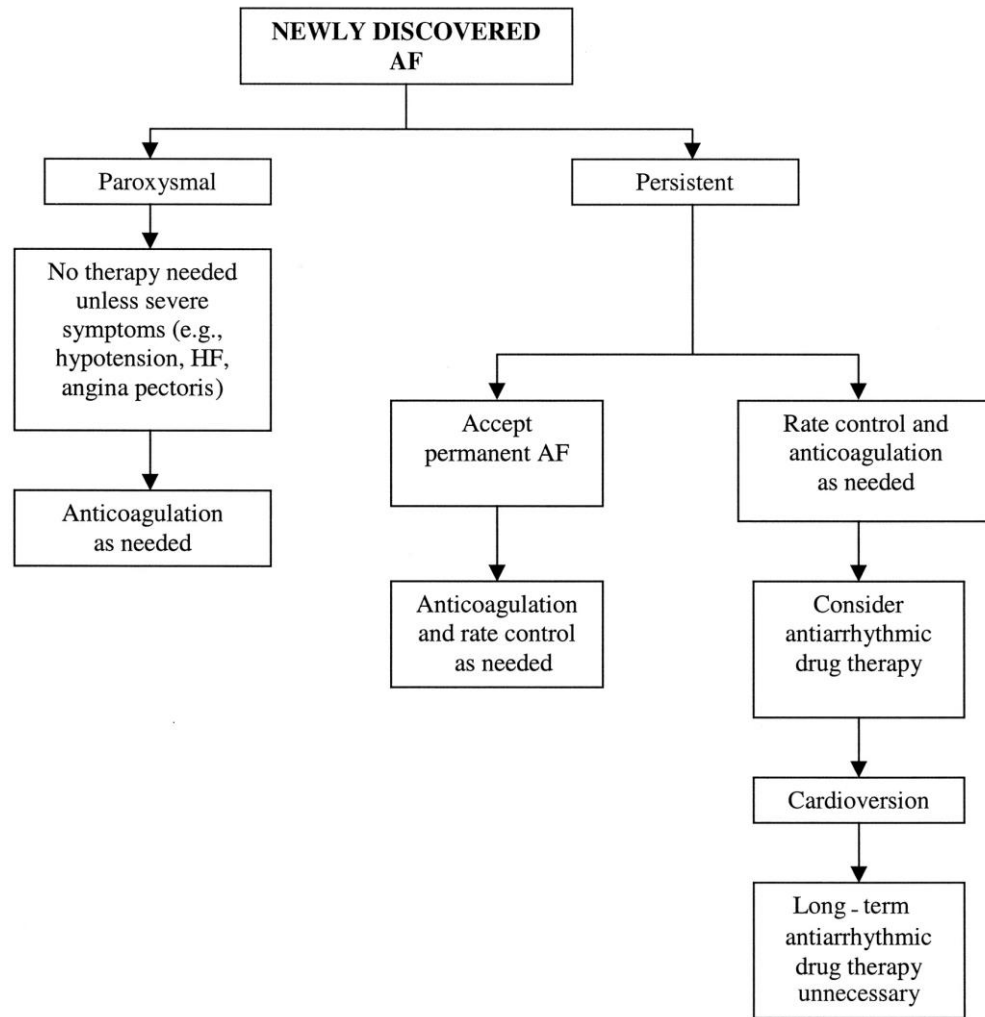 NEWLY DISCOVERED
AF
Paroxysmal
Persistent
No therapy needed
unless severe
symptoms (e.g.,
hypotension, HF,
angina pectoris)
Anticoagulation
as needed
Accept
permanent AF
Anticoagulation
and rate control
as needed
Rate control and
anticoagulation
as needed
Consider
antiarrhythmic
drug therapy
Cardioversion
Long - term
antiarrhythmic
drug therapy
unnecessary